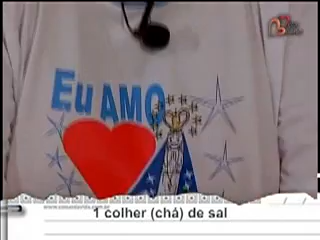 EU AMO
1 colher (chá) de sal